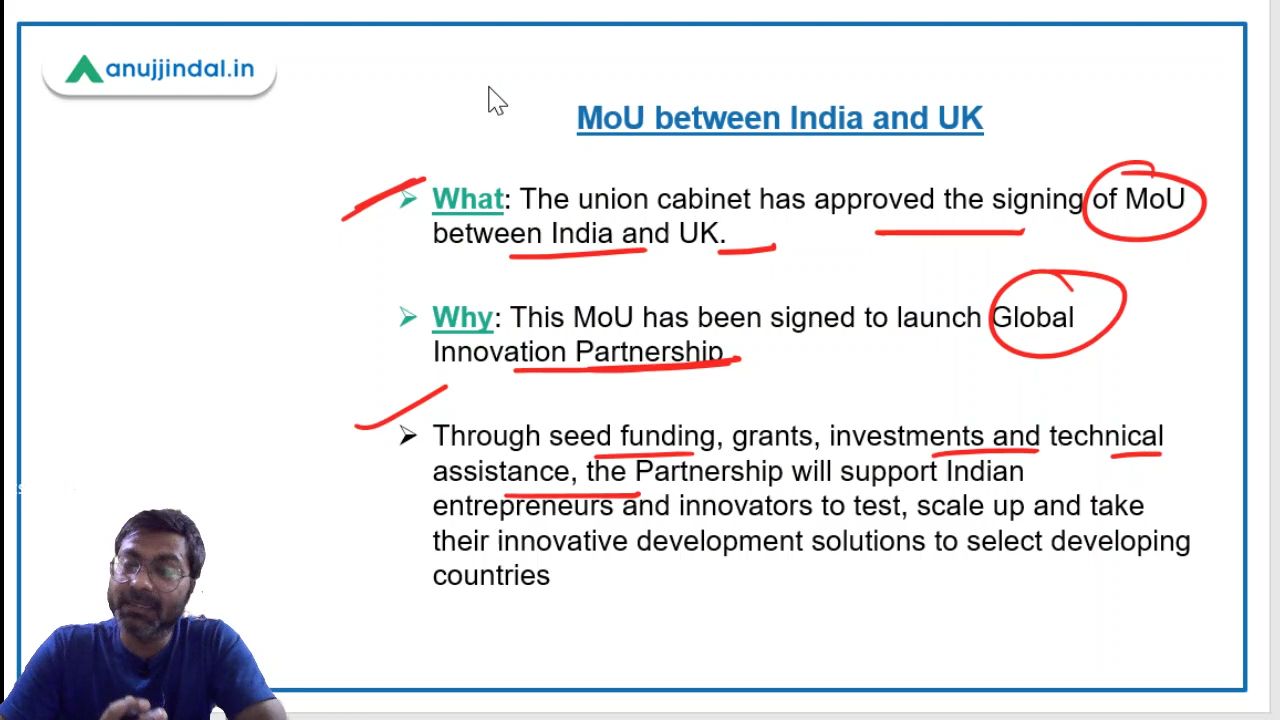 anujjindal.in
MoU between India and UK
What: The union cabinet has approved the signing of MoU
between India and UK.
Why: This MoU has been signed to launch Global
Innovation Partnership
Through seed funding, grants, investments and technical
assistance, the Partnership will support Indian
entrepreneurs and innovators to test, scale up and take
their innovative development solutions to select developing
countries